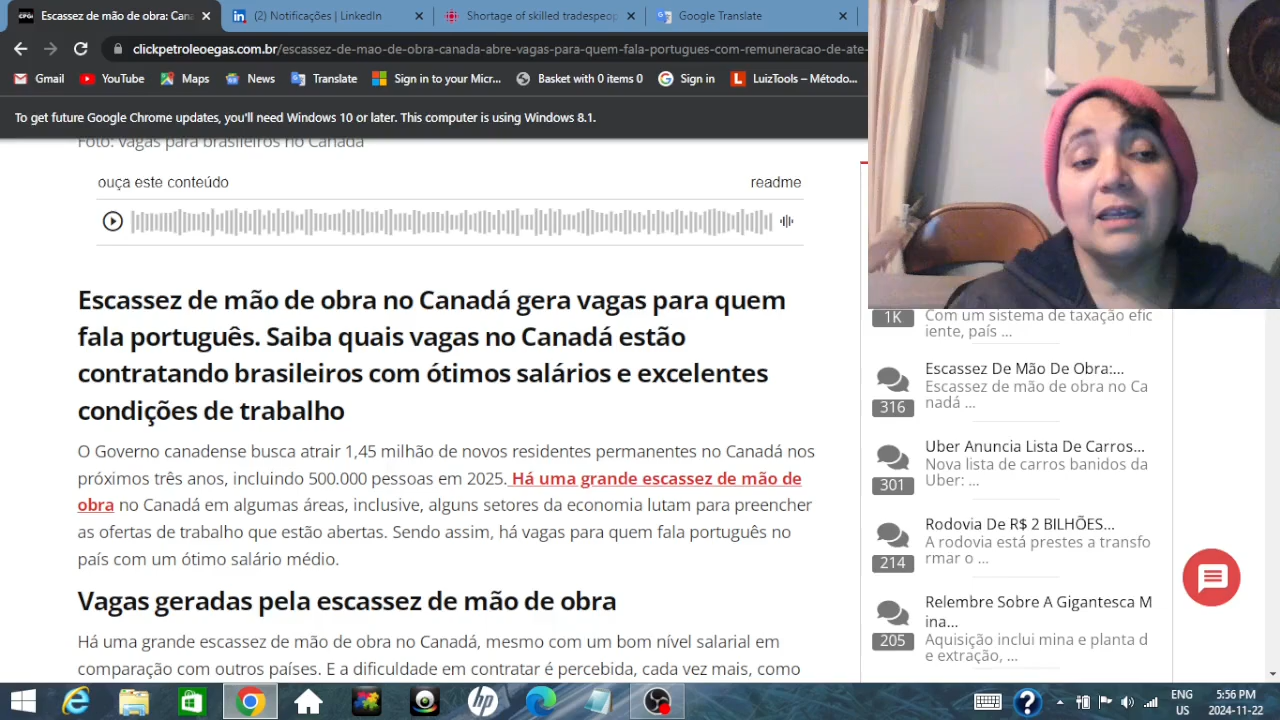 Escassez de mão de obra: Can
(2) Notificações | LinkedIn
Shortage of skilled tradespeop
Google Translate
clickpetroleoegas.com.br/escassez-de-mao-de-obra-canada-abre-vagas-para-quem-fala-portugues-com-remuneracao-de-ate-
Gmail
YouTube
Maps
News
Translate
Sign in to your Micr...
Basket with 0 items 0
Sign in
LuizTools – Método...
To get future Google Chrome updates, you'll need Windows 10 or later. This computer is using Windows 8.1.
Foto: vagas para brasileiros no Canadá
ouça este conteúdo
readme
Escassez de mão de obra no Canadá gera vagas para quem
fala português. Saiba quais vagas no Canadá estão
contratando brasileiros com ótimos salários e excelentes
condições de trabalho
O Governo canadense busca atrair 1,45 milhão de novos residentes permanentes no Canadá nos
próximos três anos, incluindo 500.000 pessoas em 2025. Há uma grande escassez de mão de
obra no Canadá em algumas áreas, inclusive, alguns setores da economia lutam para preencher
as ofertas de trabalho que estão abertas. Sendo assim, há vagas para quem fala português no
país com um ótimo salário médio.
Vagas geradas pela escassez de mão de obra
Há uma grande escassez de mão de obra no Canadá, mesmo com um bom nível salarial em
comparação com outros países. E a dificuldade em contratar é percebida, cada vez mais, como
1K
Com um sistema de taxação efic
iente, país ...
Escassez De Mão De Obra:...
Escassez de mão de obra no Ca
nadá ...
316
Uber Anuncia Lista De Carros...
Nova lista de carros banidos da
Uber: ...
301
Rodovia De R$ 2 BILHÕES...
A rodovia está prestes a transfo
rmar o ...
214
Relembre Sobre A Gigantesca M
ina...
Aquisição inclui mina e planta d
e extração, ...
205
ENG
US
5:56 PM
2024-11-22